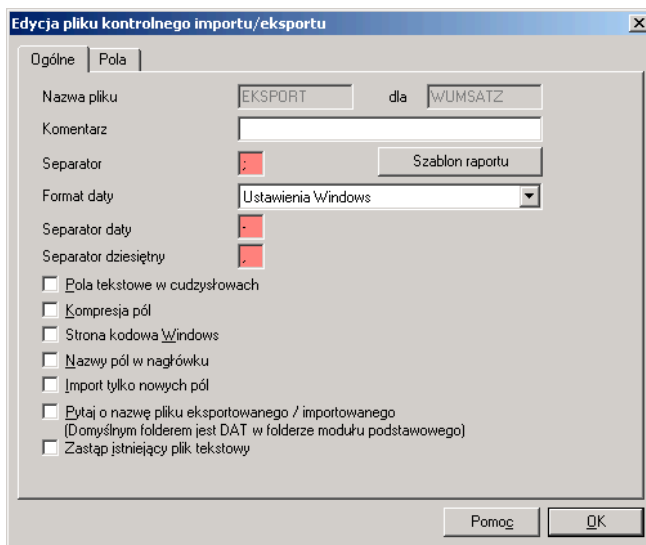 Edycja pliku kontrolnego importu/eksportu
Ogólne Pola
Nazwa pliku EKSPORT dla WUMSATZ
Komentarz
Separator ; Szablon raportu
Format daty Ustawienia Windows
Separator daty -
Separator dziesiętny ,
Pola tekstowe w cudzysłowach
Kompresja pól
Strona kodowa Windows
Nazwy pól w nagłówku
Import tylko nowych pól
Pytaj o nazwę pliku eksportowanego / importowanego
(Domyślnym folderem jest DAT w folderze modułu podstawowego)
Zastąp istniejący plik tekstowy
Pomoc OK